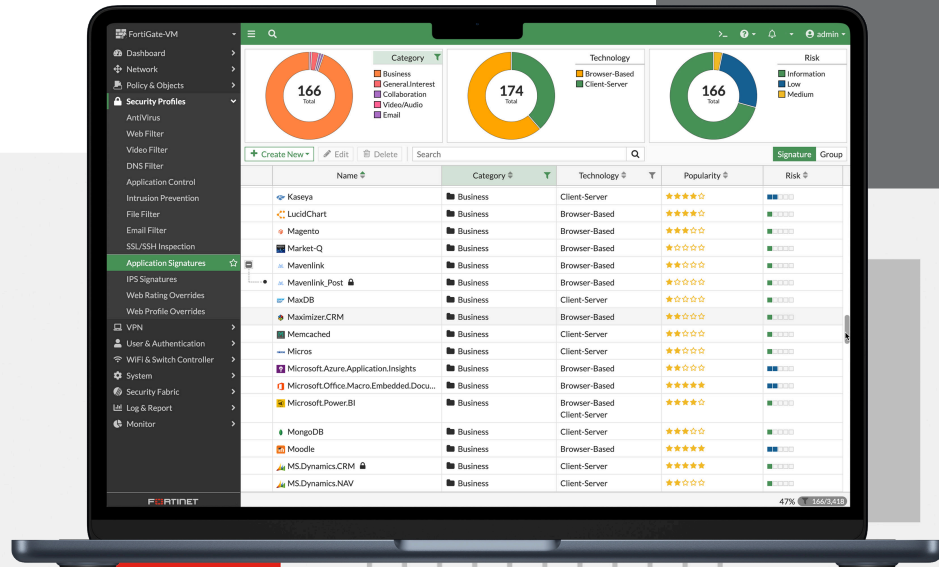 FortiGate-VM
admin
Dashboard
Network
Policy & Objects
Security Profiles
AntiVirus
Web Filter
Video Filter
DNS Filter
Application Control
Intrusion Prevention
File Filter
Email Filter
SSL/SSH Inspection
Application Signatures
IPS Signatures
Web Rating Overrides
Web Profile Overrides
VPN
User & Authentication
WiFi & Switch Controller
System
Security Fabric
Log & Report
Monitor
FORTINET
166
Total
Category
Business
General.Interest
Collaboration
Video/Audio
Email
174
Total
Technology
Browser-Based
Client-Server
166
Total
Risk
Information
Low
Medium
+ Create New Edit Delete Search Signature Group
Name Category Technology Popularity Risk
Kaseya Business Client-Server
LucidChart Business Browser-Based
Magento Business Browser-Based
Market-Q Business Browser-Based
Mavenlink Business Browser-Based
Mavenlink_Post Business Browser-Based
MaxDB Business Client-Server
Maximizer.CRM Business Browser-Based
Memcached Business Client-Server
Micros Business Client-Server
Microsoft.Azure.Application.Insights Business Browser-Based
Microsoft.Office.Macro.Embedded.Docu... Business Browser-Based
Microsoft.Power.BI Business Browser-Based
Client-Server
MongoDB Business Client-Server
Moodle Business Browser-Based
MS.Dynamics.CRM Business Client-Server
MS.Dynamics.NAV Business Client-Server
47% 166/3,418